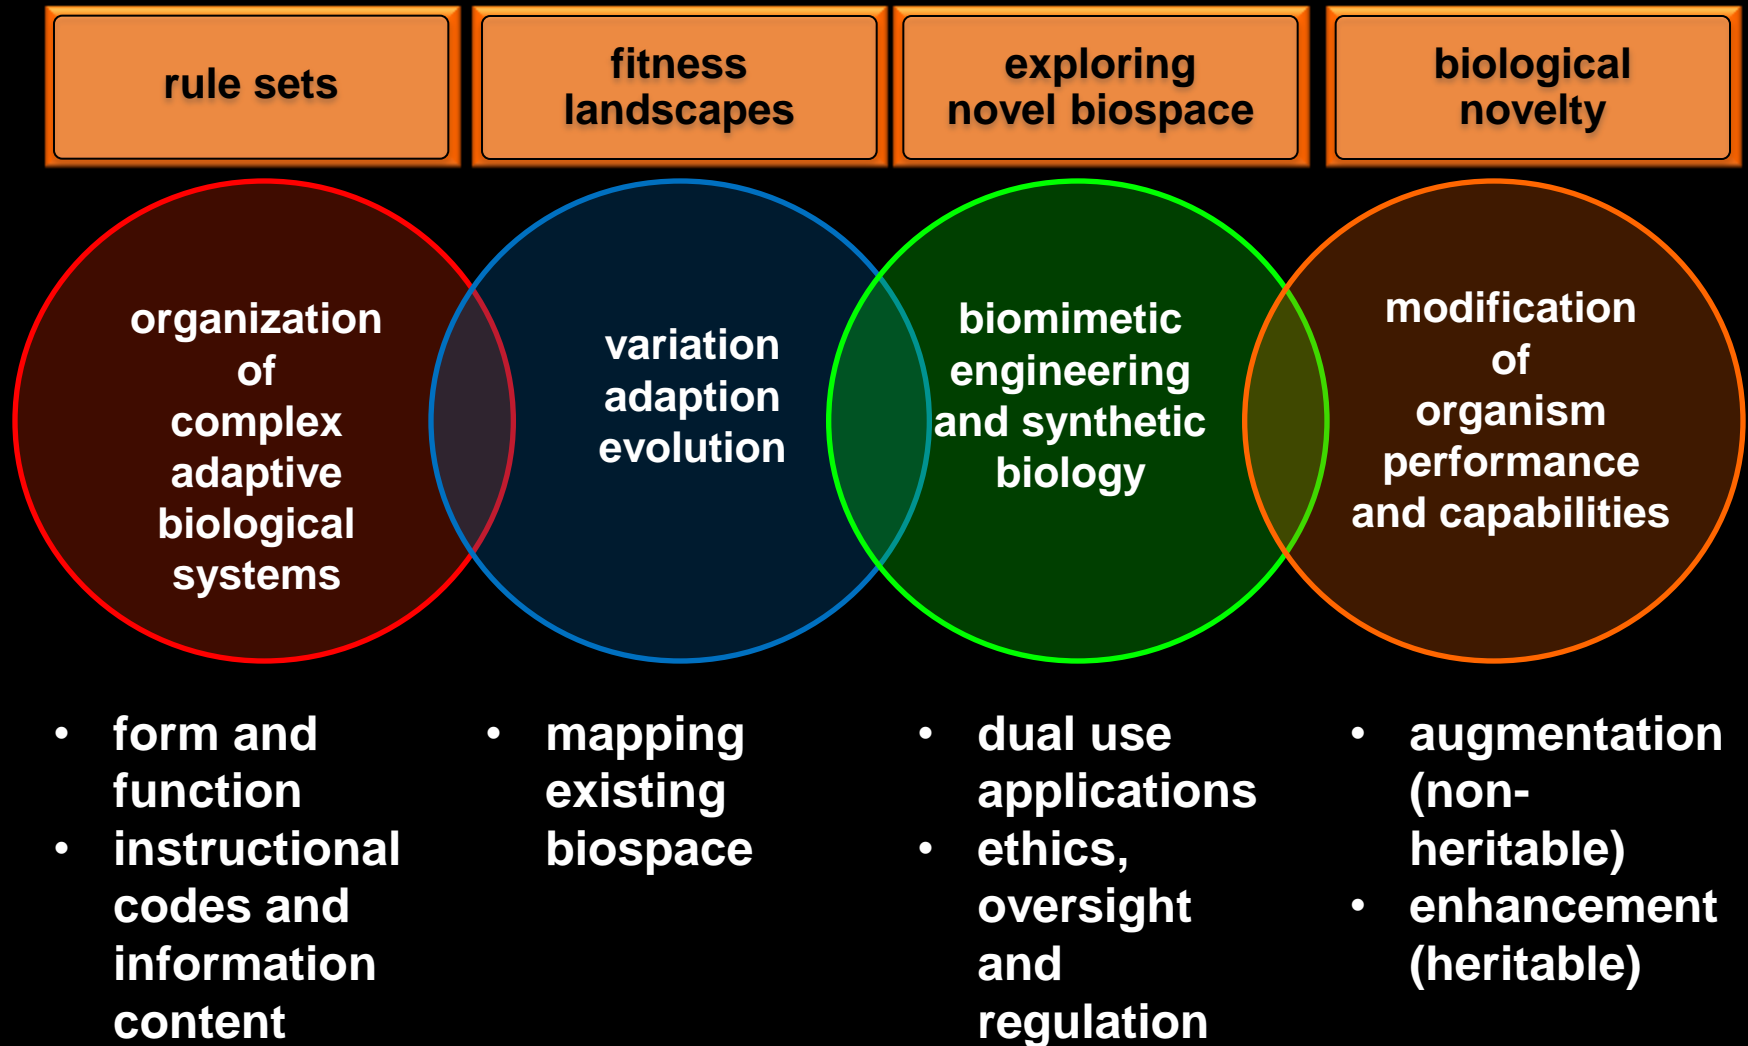 rule sets
fitness
landscapes
exploring
novel biospace
biological
novelty
organization
of
complex
adaptive
biological
systems
variation
adaption
evolution
biomimetic
engineering
and synthetic
biology
modification
of
organism
performance
and capabilities
• form and
function
• instructional
codes and
information
content
• mapping
existing
biospace
• dual use
applications
• ethics,
oversight
and
regulation
• augmentation
(non-
heritable)
• enhancement
(heritable)